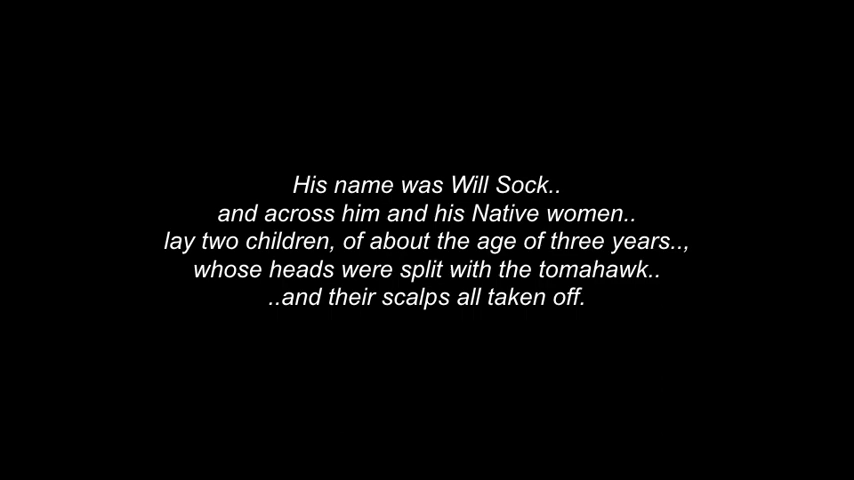 His name was Will Sock..
and across him and his Native women..
lay two children, of about the age of three years..,
whose heads were split with the tomahawk..
..and their scalps all taken off.